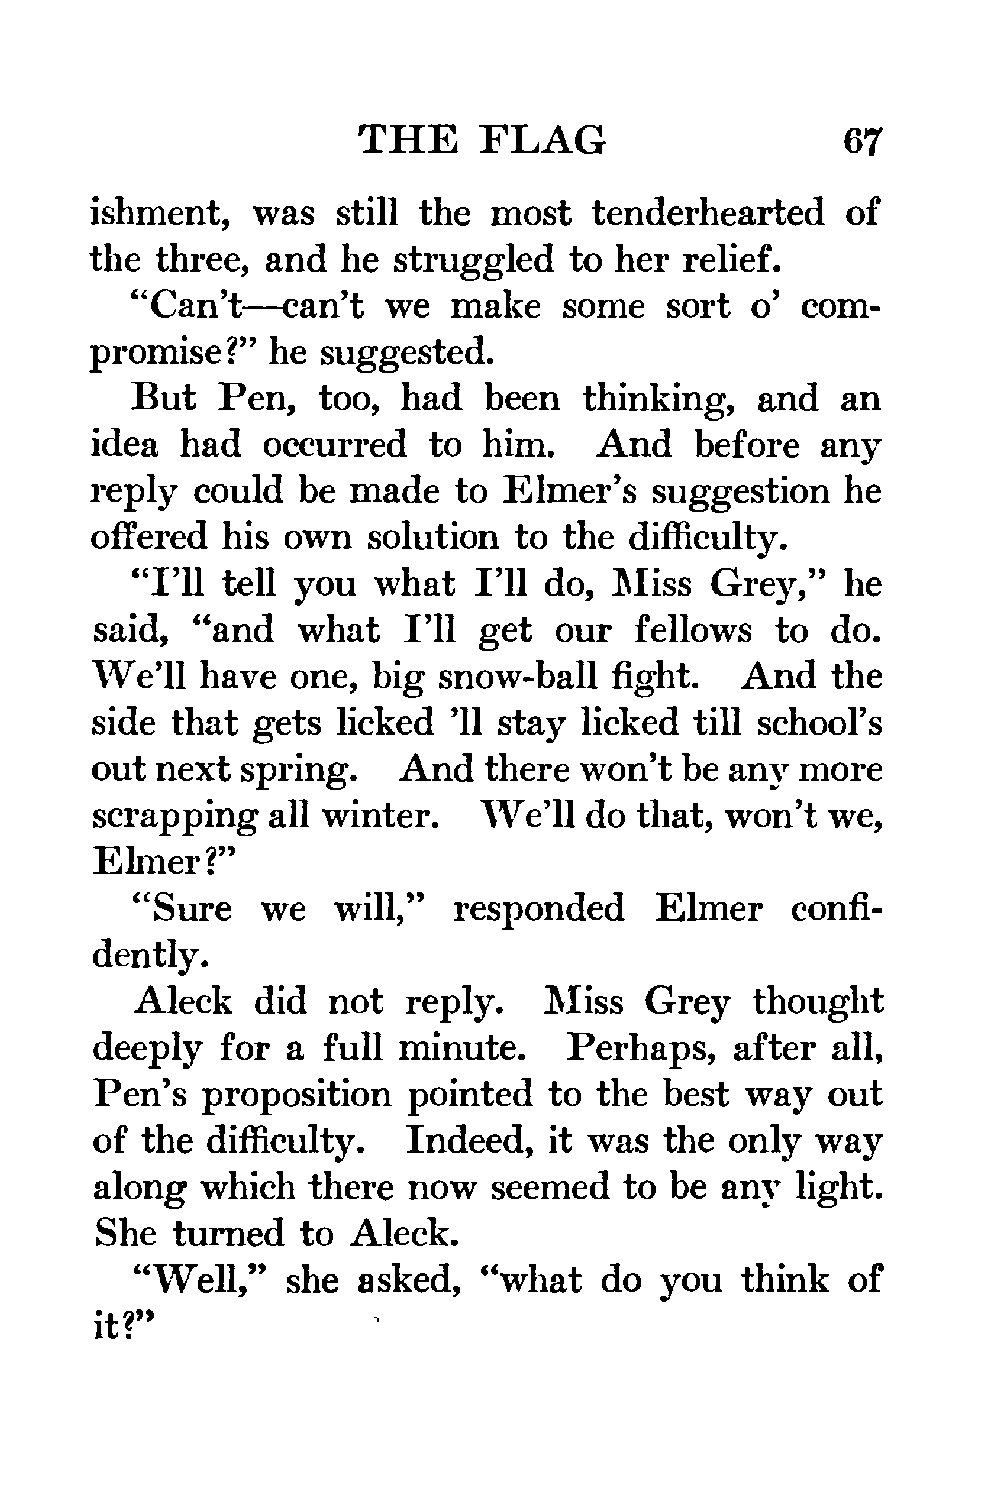 THE FLAG 67
ishment, was still the most tenderhearted of
the three, and he struggled to her relief.
“Can’t—can’t we make some sort o’ com-
promise?” he suggested.
But Pen, too, had been thinking, and an
idea had occurred to him. And before any
reply could be made to Elmer’s suggestion he
offered his own solution to the difficulty.
“I’ll tell you what I’ll do, Miss Grey,” he
said, “and what I’ll get our fellows to do.
We’ll have one, big snow-ball fight. And the
side that gets licked ’ll stay licked till school’s
out next spring. And there won’t be any more
scrapping all winter. We’ll do that, won’t we,
Elmer?”
“Sure we will,” responded Elmer confi-
dently.
Aleck did not reply. Miss Grey thought
deeply for a full minute. Perhaps, after all,
Pen’s proposition pointed to the best way out
of the difficulty. Indeed, it was the only way
along which there now seemed to be any light.
She turned to Aleck.
“Well,” she asked, “what do you think of
it?”